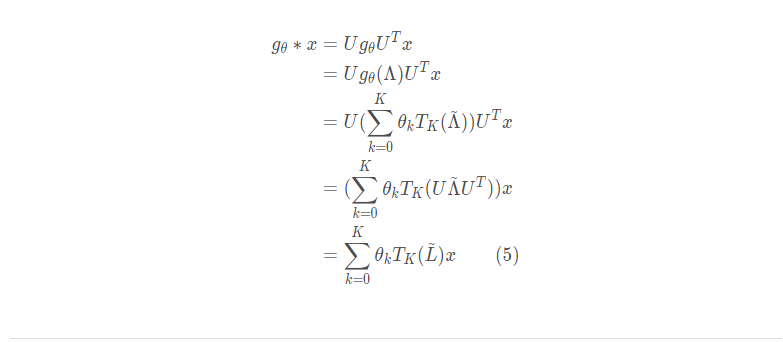 g_θ ∗ x = U g_θ U^T x
= U g_θ(Λ) U^T x
= U(∑_{k=0}^{K} θ_k T_K(Λ̃)) U^T x
= (∑_{k=0}^{K} θ_k T_K(U Λ̃ U^T)) x
= ∑_{k=0}^{K} θ_k T_K(L̃) x (5)